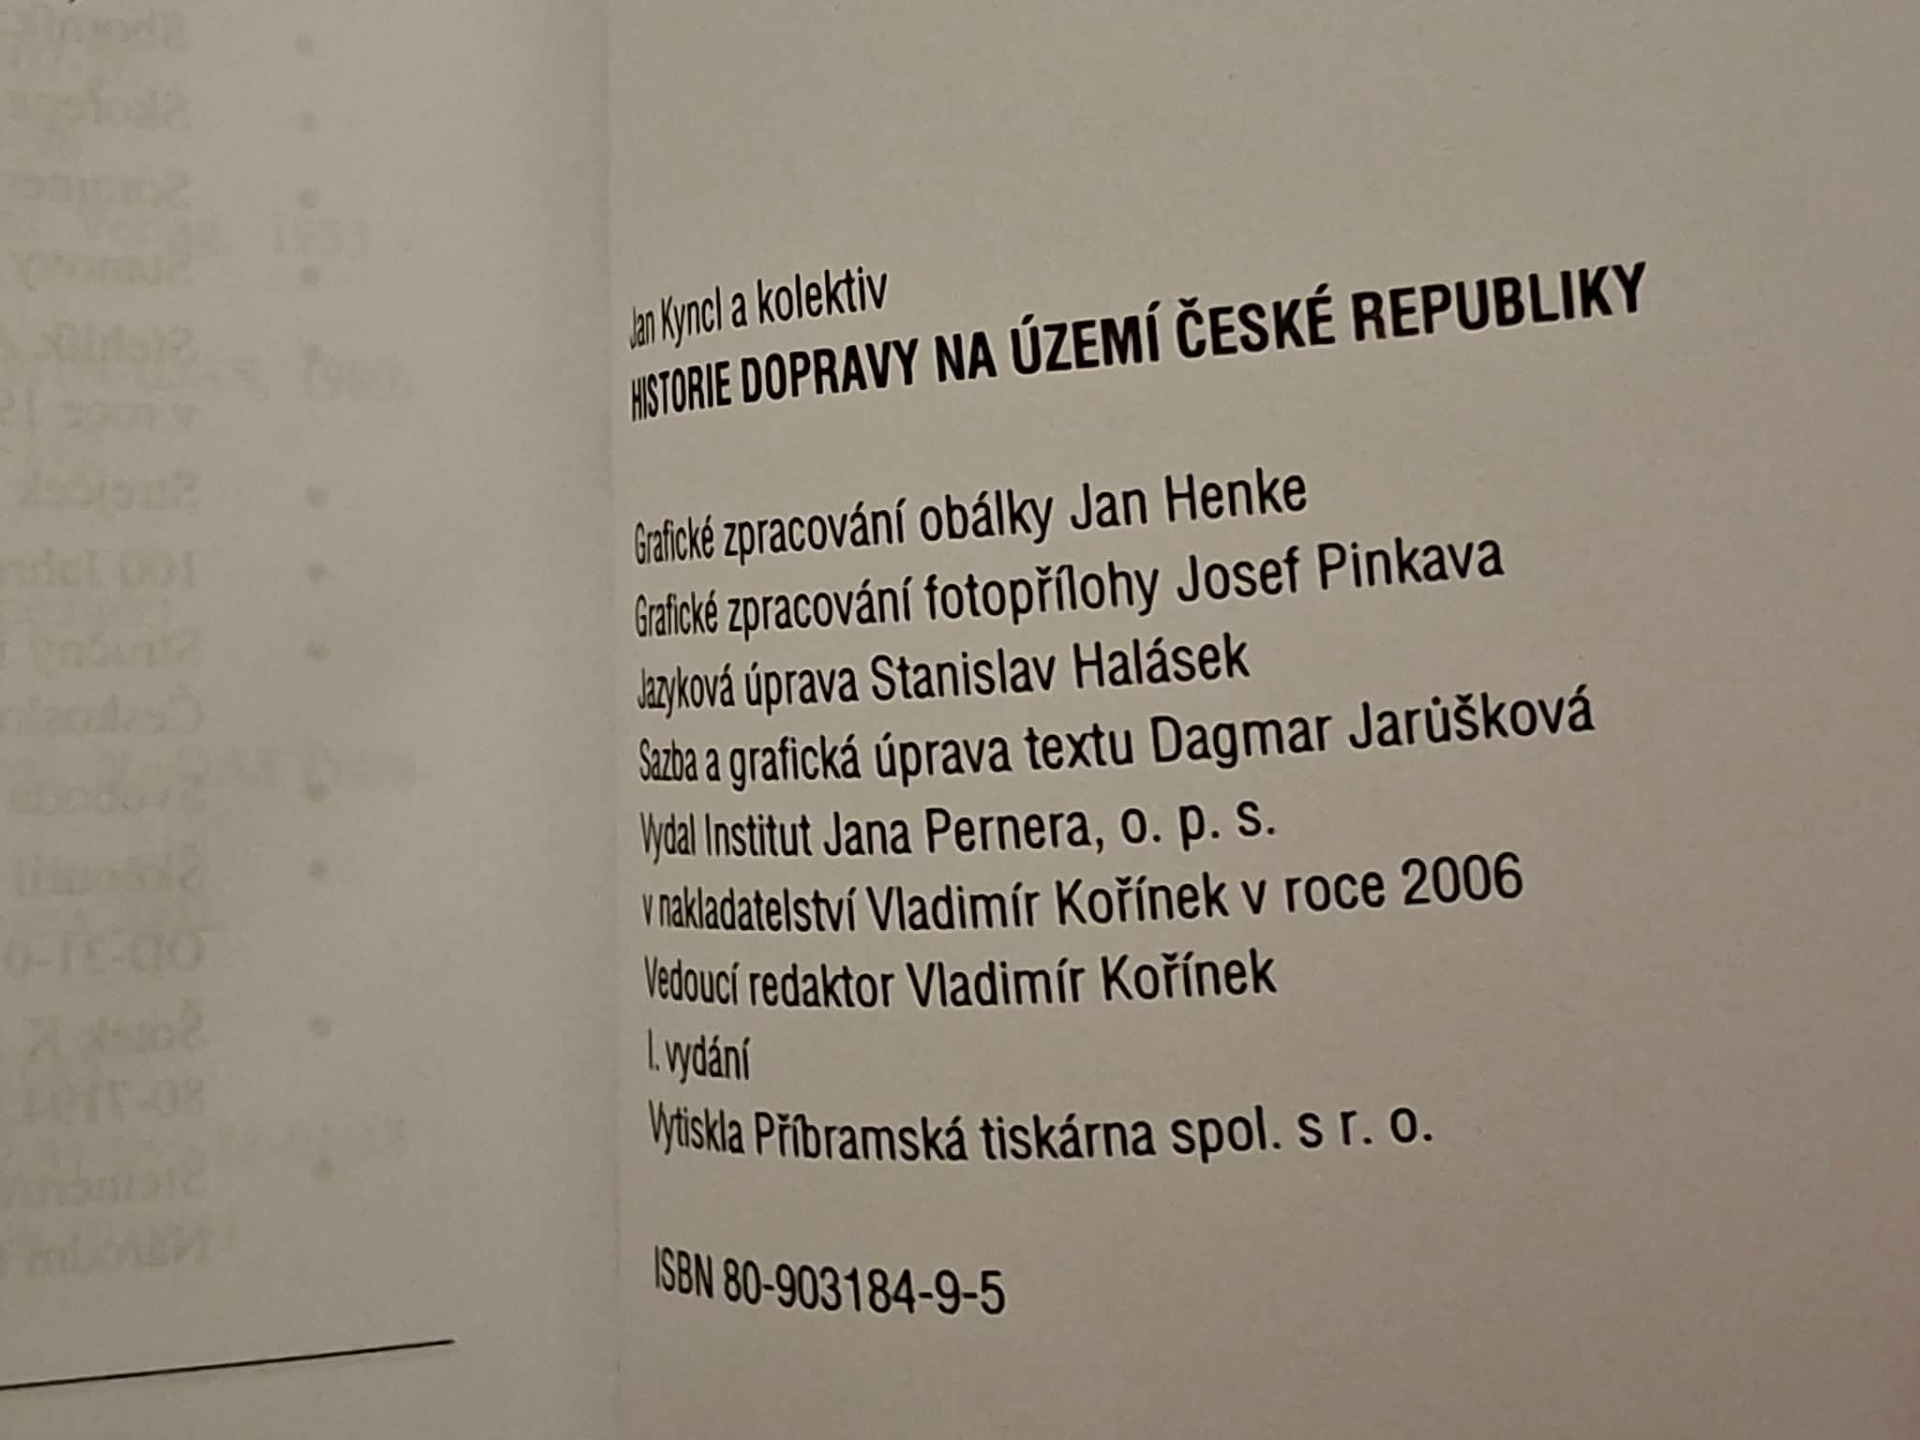 Jan Kyncl a kolektiv
HISTORIE DOPRAVY NA ÚZEMÍ ČESKÉ REPUBLIKY
Grafické zpracování obálky Jan Henke
Grafické zpracování fotopřílohy Josef Pinkava
Jazyková úprava Stanislav Halásek
Sazba a grafická úprava textu Dagmar Jarůšková
Vydal Institut Jana Pernera, o. p. s.
v nakladatelství Vladimír Kořínek v roce 2006
Vedoucí redaktor Vladimír Kořínek
I. vydání
Vytiskla Příbramská tiskárna spol. s r. o.
ISBN 80-903184-9-5